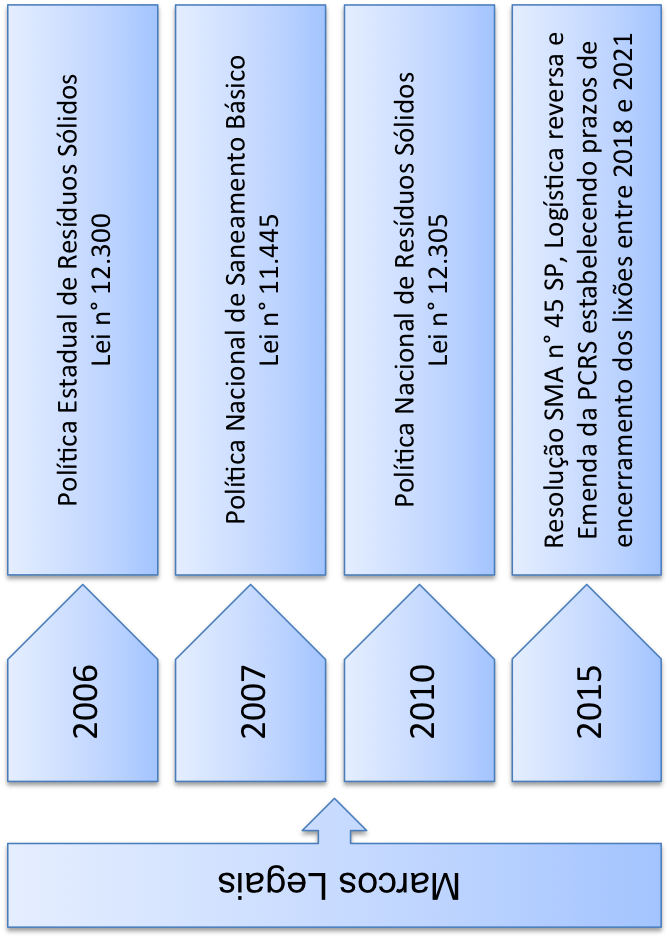 Marcos Legais
2006
Política Estadual de Resíduos Sólidos
Lei n° 12.300
2007
Política Nacional de Saneamento Básico
Lei n° 11.445
2010
Política Nacional de Resíduos Sólidos
Lei n° 12.305
2015
Resolução SMA n° 45 SP, Logística reversa e
Emenda da PCRS estabelecendo prazos de
encerramento dos lixões entre 2018 e 2021